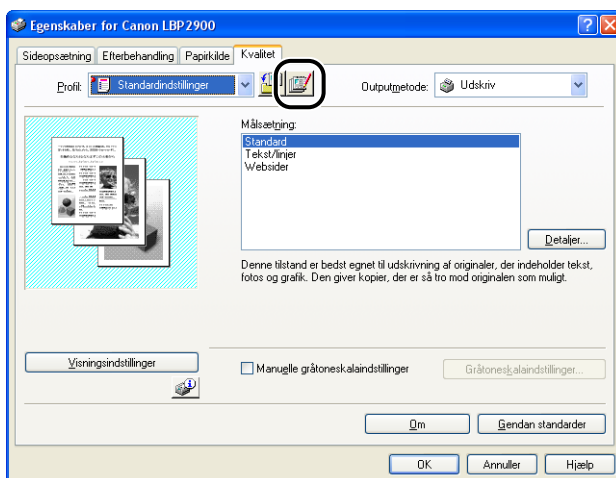 Egenskaber for Canon LBP2900
Sideopsætning Efterbehandling Papirkilde Kvalitet
Profil: Standardindstillinger Outputmetode: Udskriv
Målsætning:
Standard
Tekst/linjer
Websider
Detaljer...
Denne tilstand er bedst egnet til udskrivning af originaler, der indeholder tekst,
fotos og grafik. Den giver kopier, der er så tro mod originalen som muligt.
Visningsindstillinger
Manuelle gråtoneskalaindstillinger Gråtoneskalaindstillinger...
Om Gendan standarder
OK Annuller Hjælp